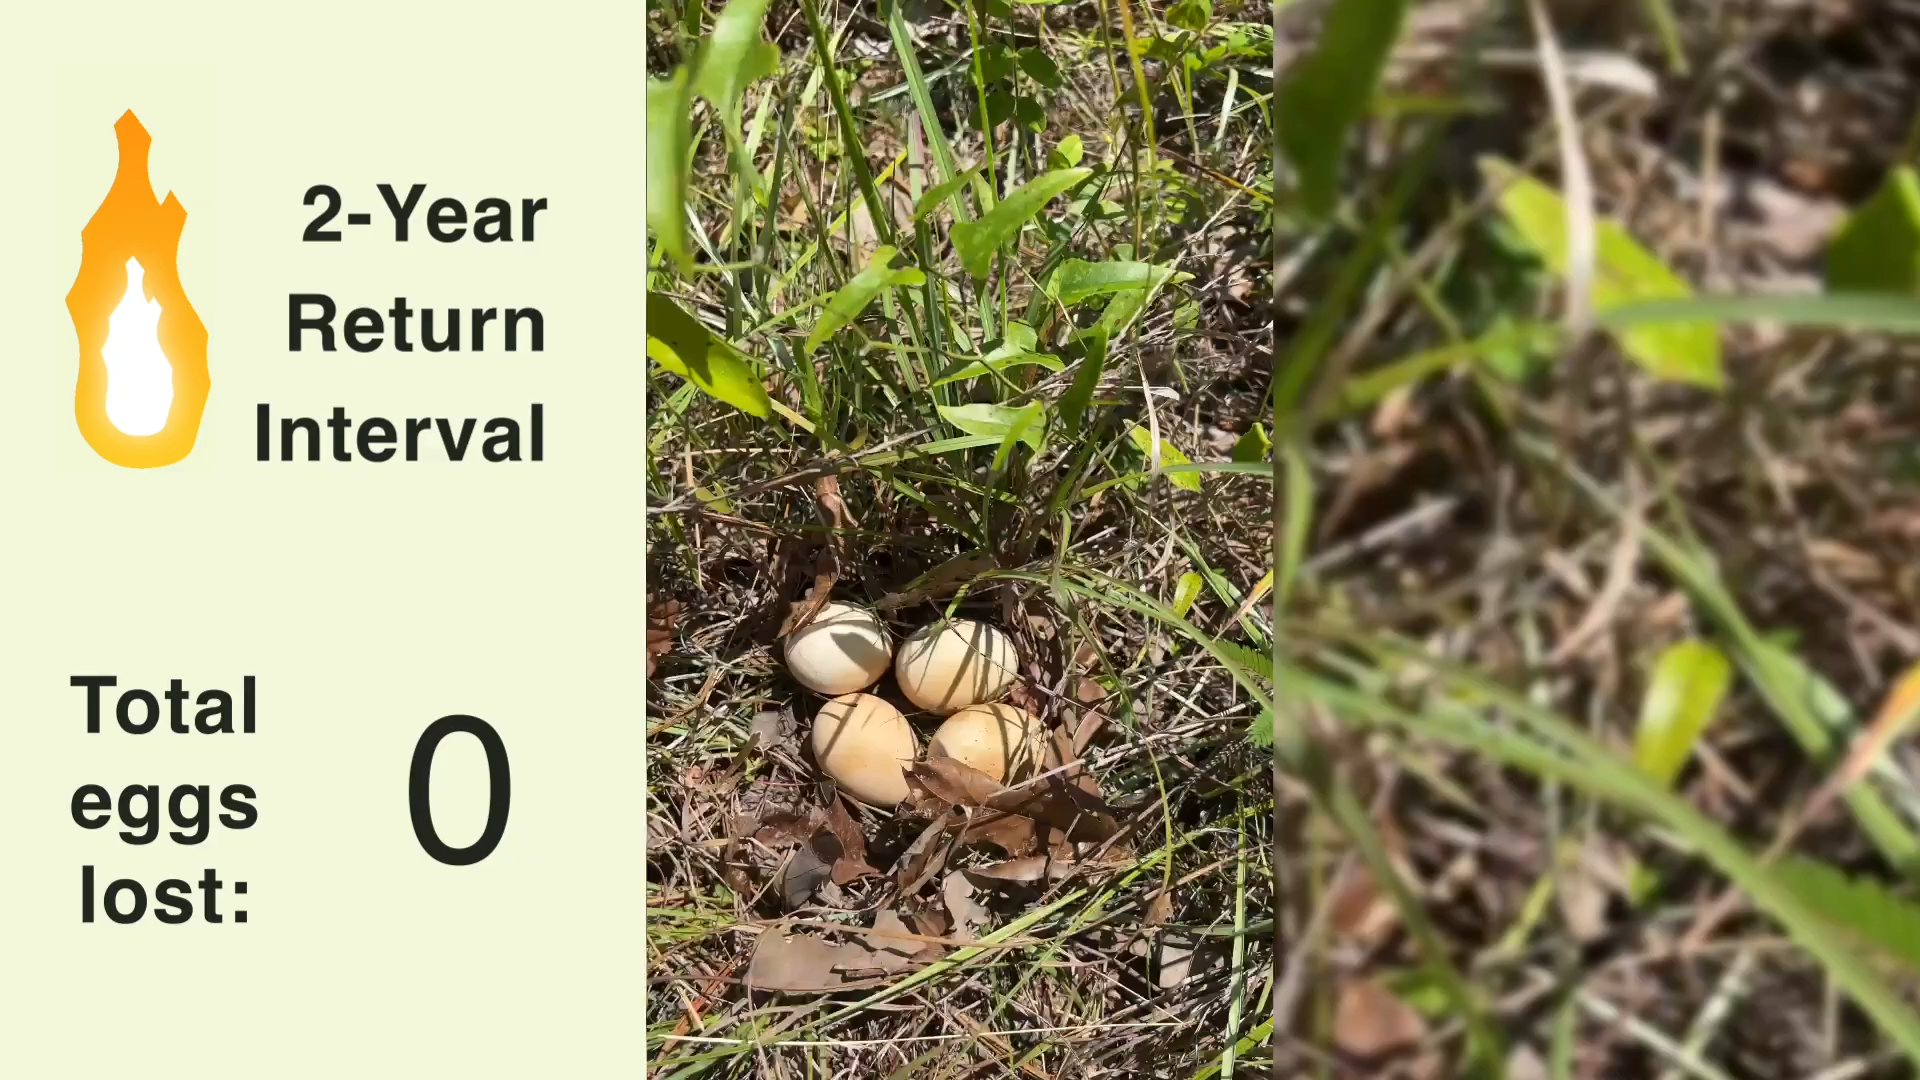 2-Year
Return
Interval
Total
eggs
lost:
0